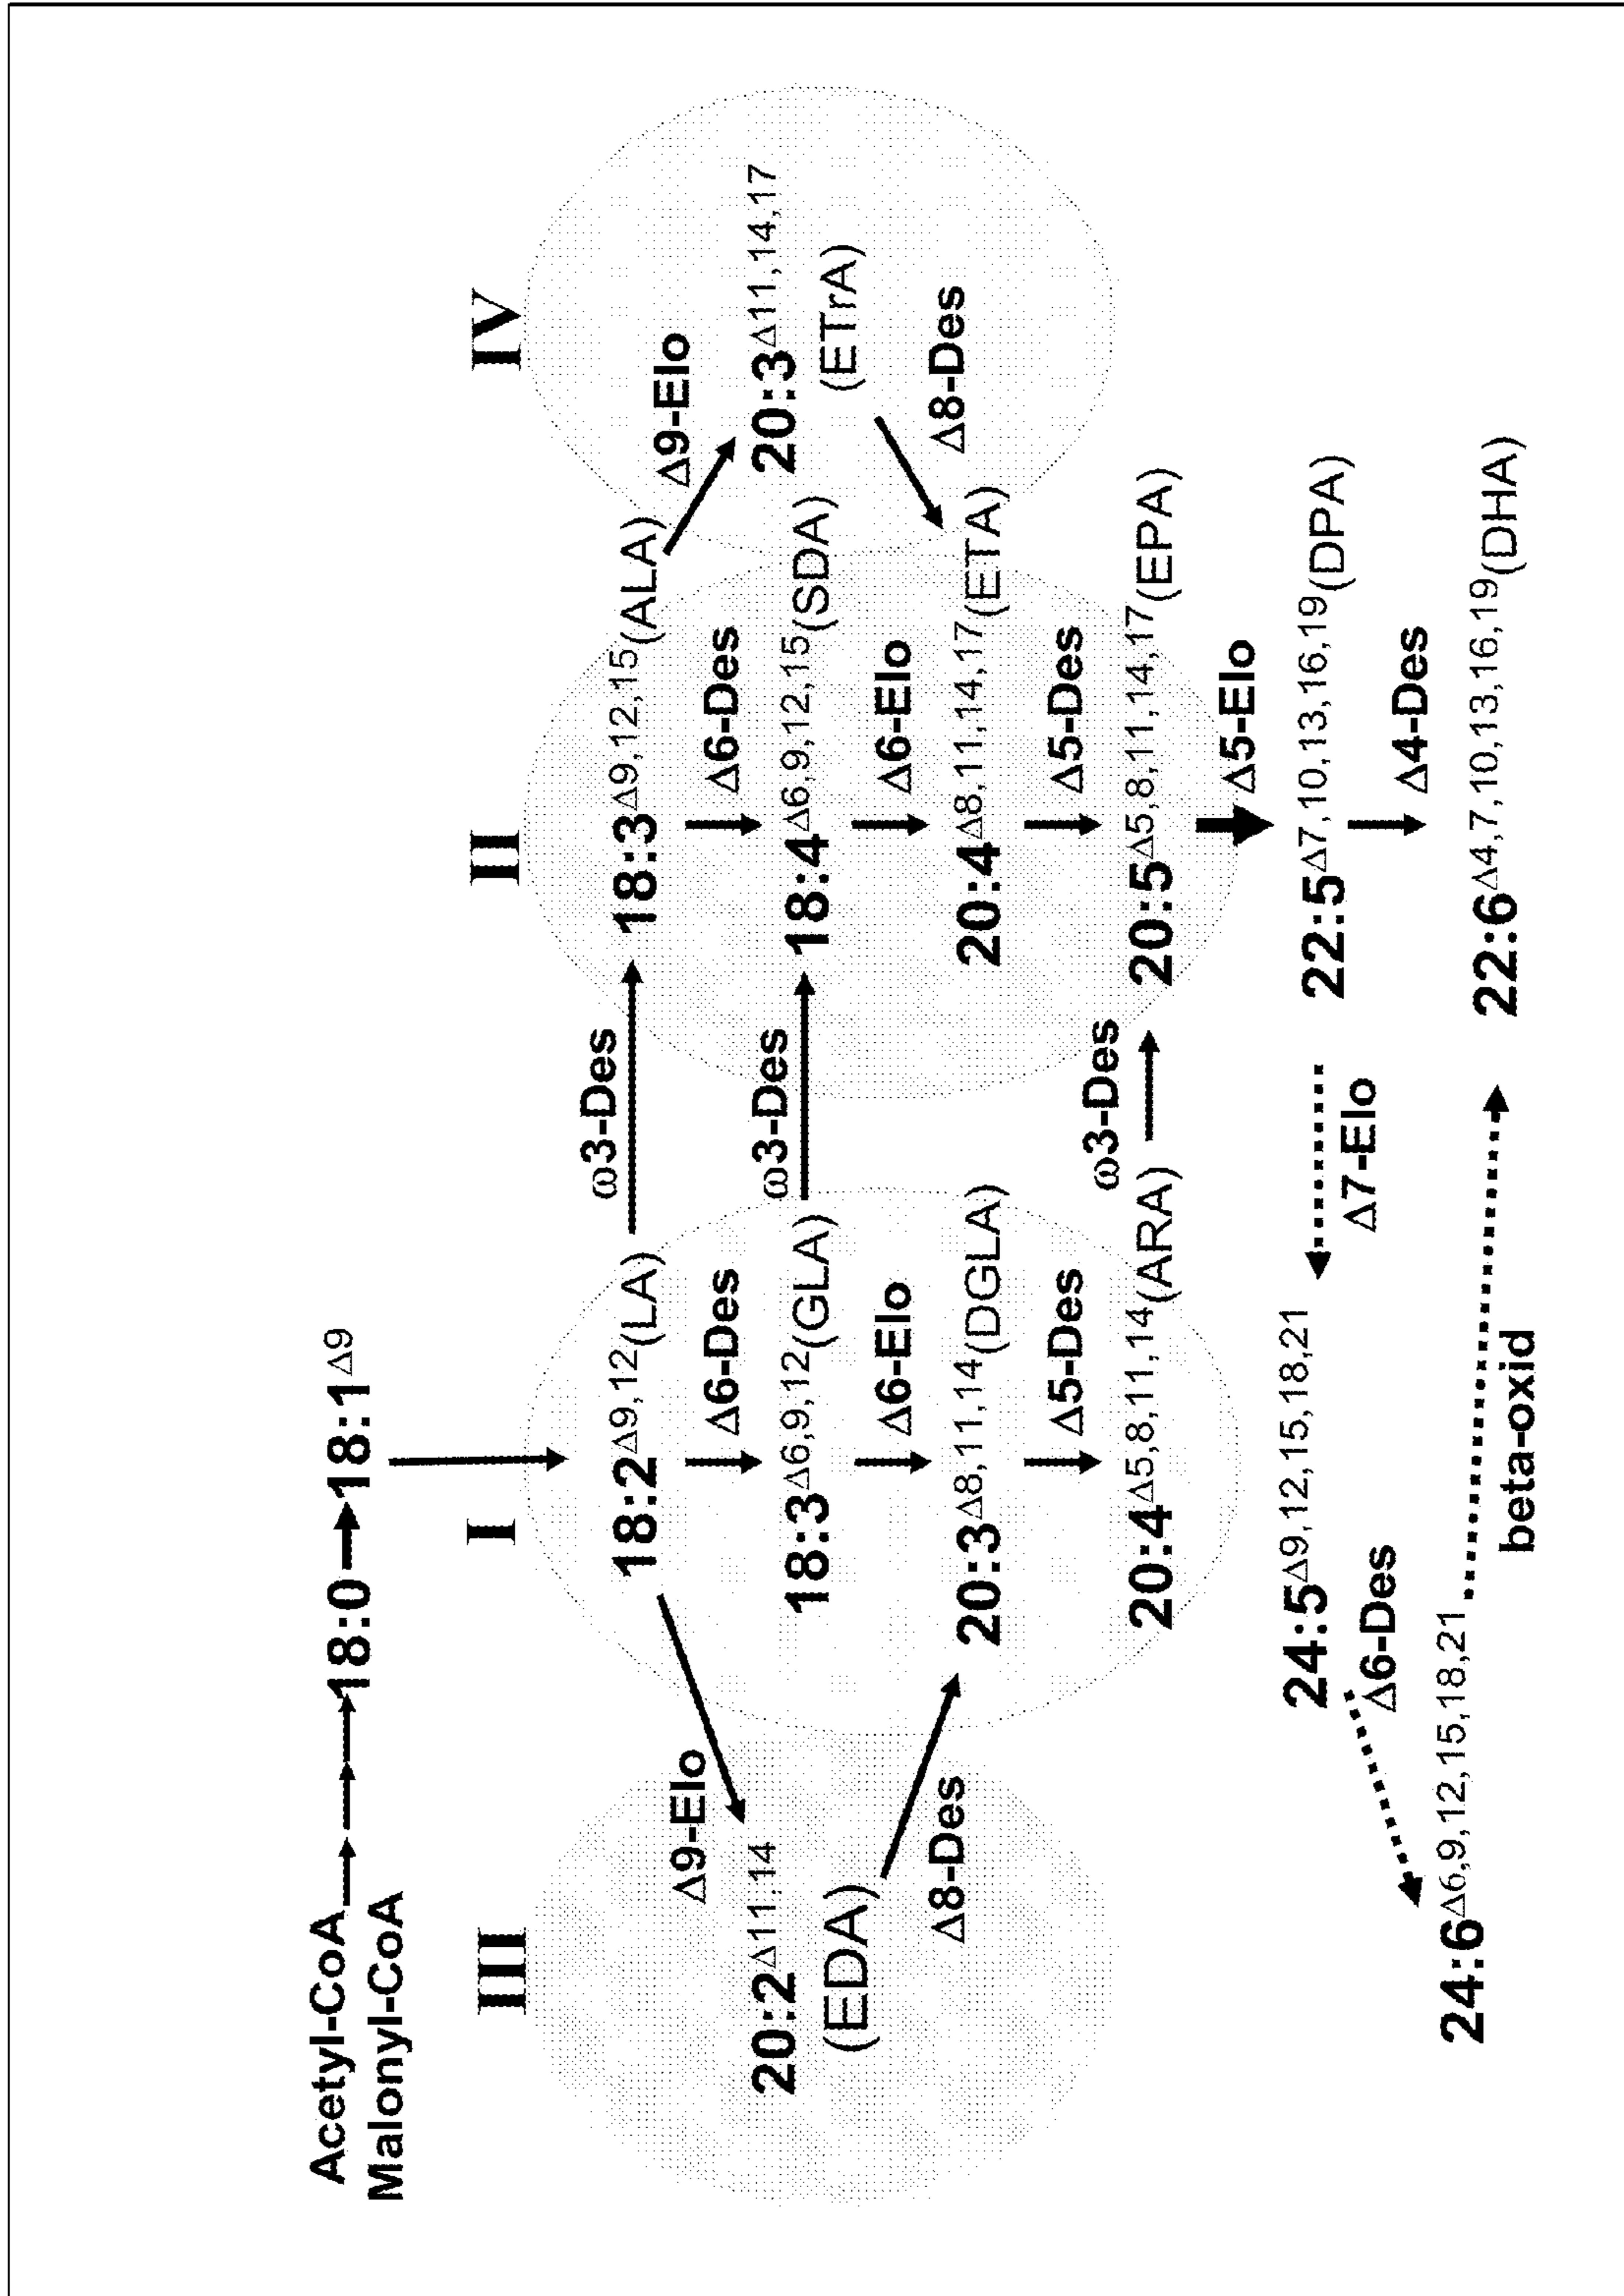 Acetyl-CoA
Malonyl-CoA
18:0
18:1Δ9
III
I
II
IV
18:2Δ9,12(LA)
ω3-Des
18:3Δ9,12,15(ALA)
Δ9-Elo
Δ6-Des
Δ6-Des
Δ9-Elo
20:2Δ11:14
(EDA)
18:3Δ6,9,12(GLA)
ω3-Des
18:4Δ6,9,12,15(SDA)
20:3Δ11,14,17
(ETrA)
Δ8-Des
Δ6-Elo
Δ6-Elo
Δ8-Des
20:3Δ8,11,14(DGLA)
20:4Δ8,11,14,17(ETA)
Δ5-Des
Δ5-Des
20:4Δ5,8,11,14(ARA)
ω3-Des
20:5Δ5,8,11,14,17(EPA)
Δ5-Elo
24:5Δ9,12,15,18,21
Δ7-Elo
22:5Δ7,10,13,16,19(DPA)
Δ6-Des
Δ4-Des
24:6Δ6,9,12,15,18,21
beta-oxid
22:6Δ4,7,10,13,16,19(DHA)